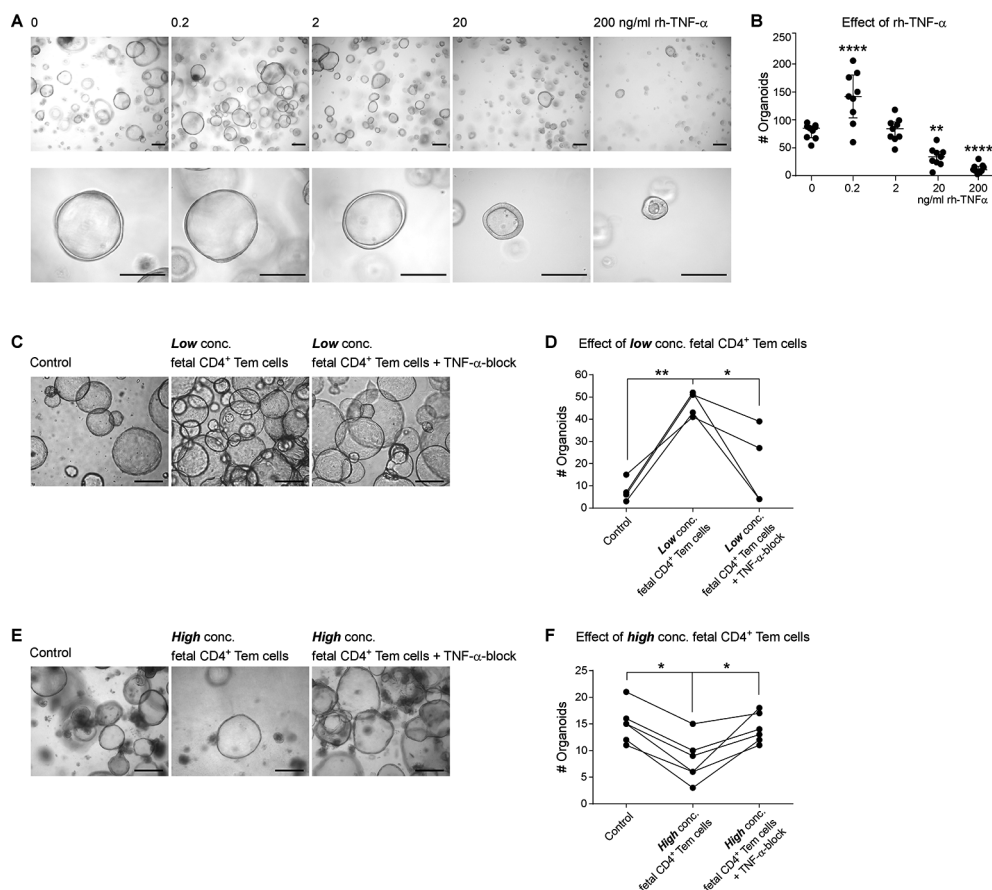 A
0
0.2
2
20
200 ng/ml rh-TNF-α
B
Effect of rh-TNF-α
# Organoids
250
200
150
100
50
0
****
**
****
0
0.2
2
20
200
ng/ml rh-TNFα
C
Control
Low conc.
fetal CD4+ Tem cells
Low conc.
fetal CD4+ Tem cells + TNF-α-block
D
Effect of low conc. fetal CD4+ Tem cells
# Organoids
60
50
40
30
20
10
0
**
*
Control
Low conc.
fetal CD4+ Tem cells
Low conc.
fetal CD4+ Tem cells
+ TNF-α-block
E
Control
High conc.
fetal CD4+ Tem cells
High conc.
fetal CD4+ Tem cells + TNF-α-block
F
Effect of high conc. fetal CD4+ Tem cells
# Organoids
25
20
15
10
5
0
*
*
Control
High conc.
fetal CD4+ Tem cells
High conc.
fetal CD4+ Tem cells
+ TNF-α-block